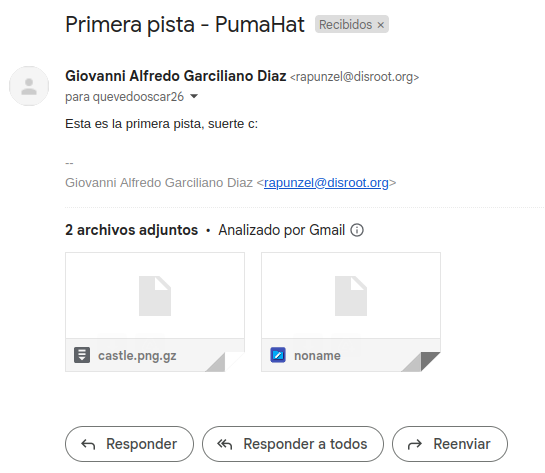 Primera pista - PumaHat Recibidos ×
Giovanni Alfredo Garciliano Diaz <rapunzel@disroot.org>
para quevedooscar26
Esta es la primera pista, suerte c:
--
Giovanni Alfredo Garciliano Diaz <rapunzel@disroot.org>
2 archivos adjuntos • Analizado por Gmail
castle.png.gz noname
Responder Responder a todos Reenviar